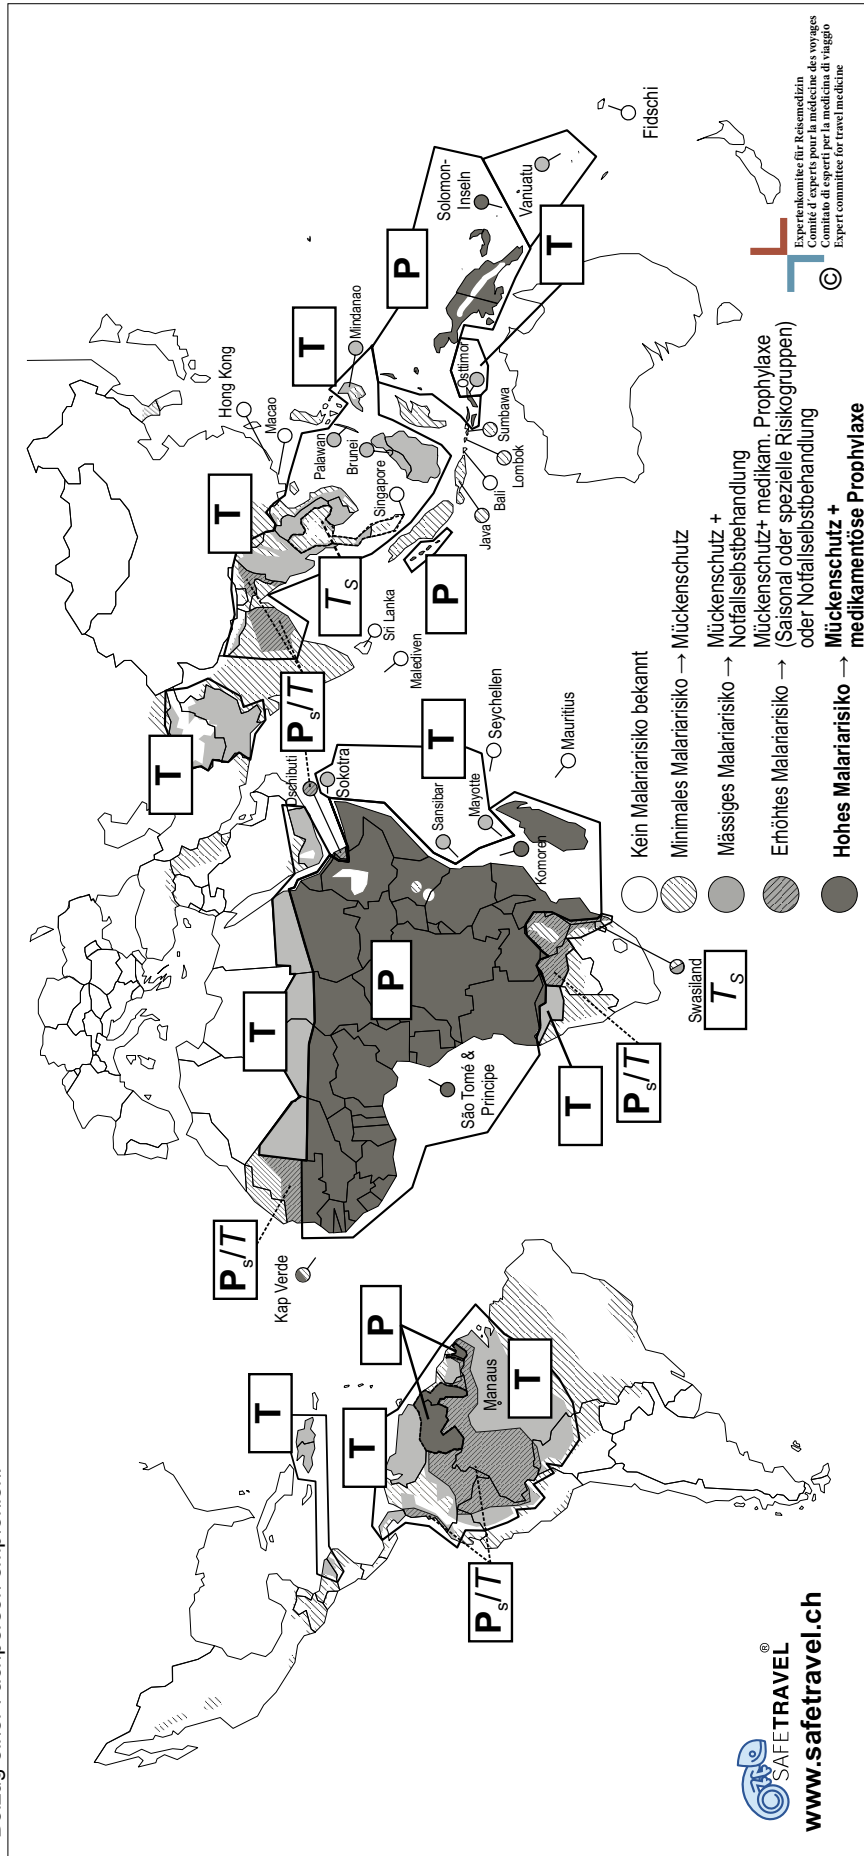 T
Hong Kong
Macao
T
Mindanao
Palawan
Brunei
Singapore
P
Solomon-
Inseln
Vanuatu
Fidschi
T
Osttimor
Sumbawa
Lombok
Bali
Java
P
T
T
S
P
s
/T
Sri Lanka
Malediven
T
Dschibuti
Sokotra
T
Seychellen
Mauritius
Sansibar
Mayotte
Komoren
T
P
São Tomé &
Principe
P
s
/T
Kap Verde
T
P
s
/T
Swasiland
T
S
T
T
P
Manaus
T
P
s
/T
Kein Malariarisiko bekannt
Minimales Malariarisiko → Mückenschutz
Mässiges Malariarisiko → Mückenschutz +
Notfallselbstbehandlung
Erhöhtes Malariarisiko → Mückenschutz+ medikam. Prophylaxe
(Saisonal oder spezielle Risikogruppen)
oder Notfallselbstbehandlung
Hohes Malariarisiko → Mückenschutz +
medikamentöse Prophylaxe
©
Expertenkomitee für Reisemedizin
Comité d'experts pour la médecine des voyages
Comitato di esperti per la medicina di viaggio
Expert committee for travel medicine
SAFETRAVEL®
www.safetravel.ch